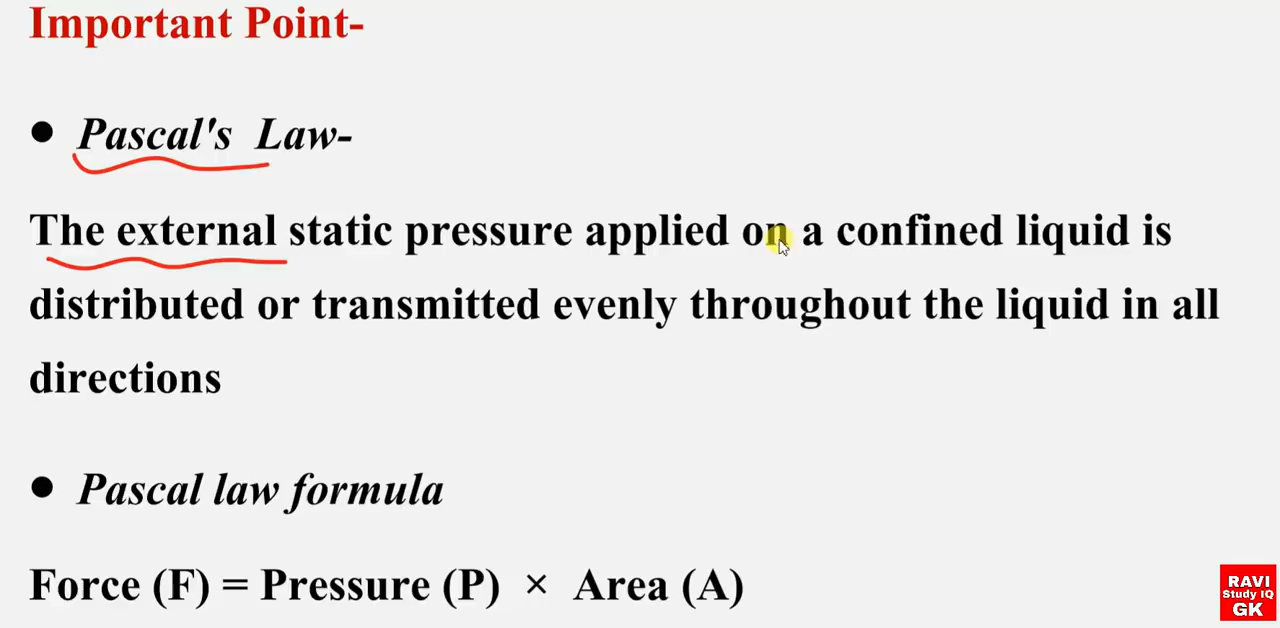 Important Point-
● Pascal's Law-
The external static pressure applied on a confined liquid is
distributed or transmitted evenly throughout the liquid in all
directions
● Pascal law formula
Force (F) = Pressure (P) × Area (A)
RAVI
Study IQ
GK